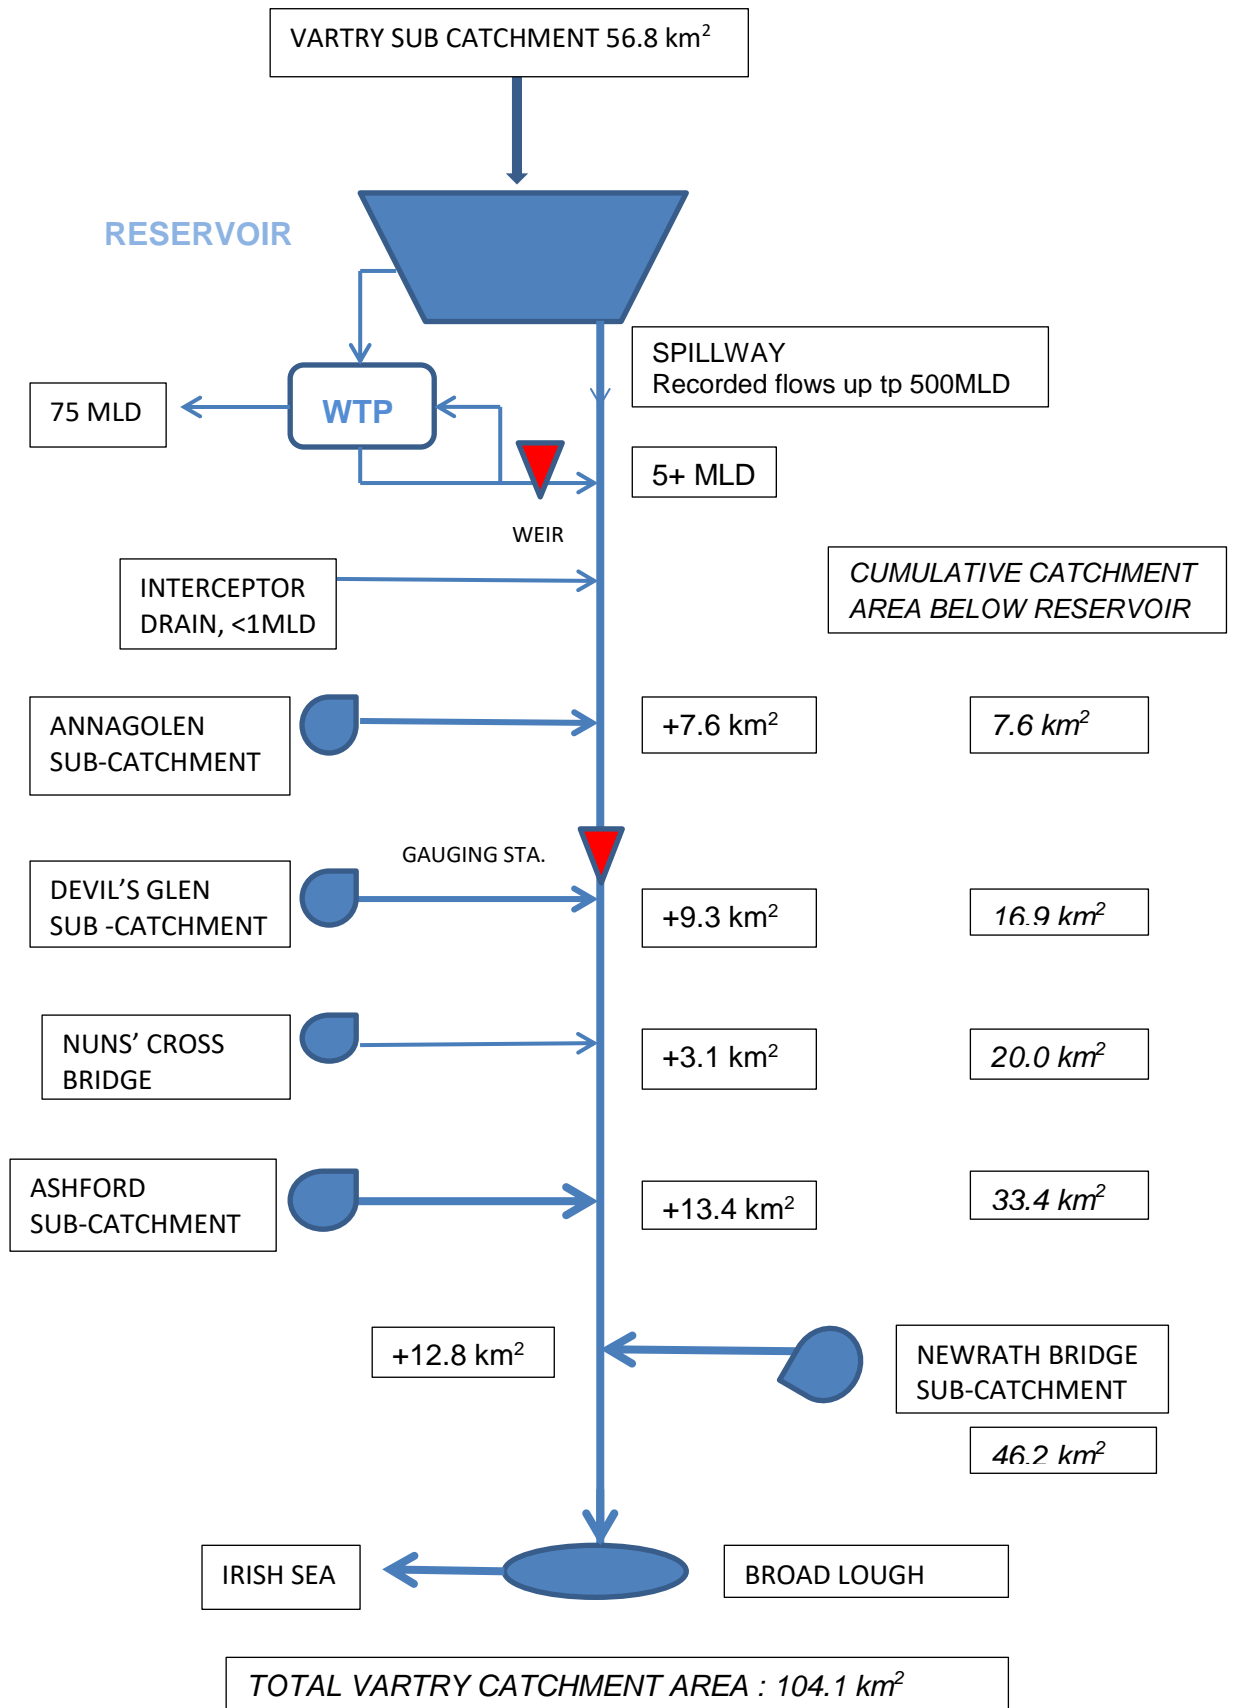 VARTRY SUB CATCHMENT 56.8 km²
RESERVOIR
SPILLWAY
Recorded flows up tp 500MLD
75 MLD
WTP
5+ MLD
WEIR
INTERCEPTOR
DRAIN, <1MLD
CUMULATIVE CATCHMENT
AREA BELOW RESERVOIR
ANNAGOLEN
SUB-CATCHMENT
+7.6 km²
7.6 km²
GAUGING STA.
DEVIL’S GLEN
SUB -CATCHMENT
+9.3 km²
16.9 km²
NUNS’ CROSS
BRIDGE
+3.1 km²
20.0 km²
ASHFORD
SUB-CATCHMENT
+13.4 km²
33.4 km²
+12.8 km²
NEWRATH BRIDGE
SUB-CATCHMENT
46.2 km²
IRISH SEA
BROAD LOUGH
TOTAL VARTRY CATCHMENT AREA : 104.1 km²